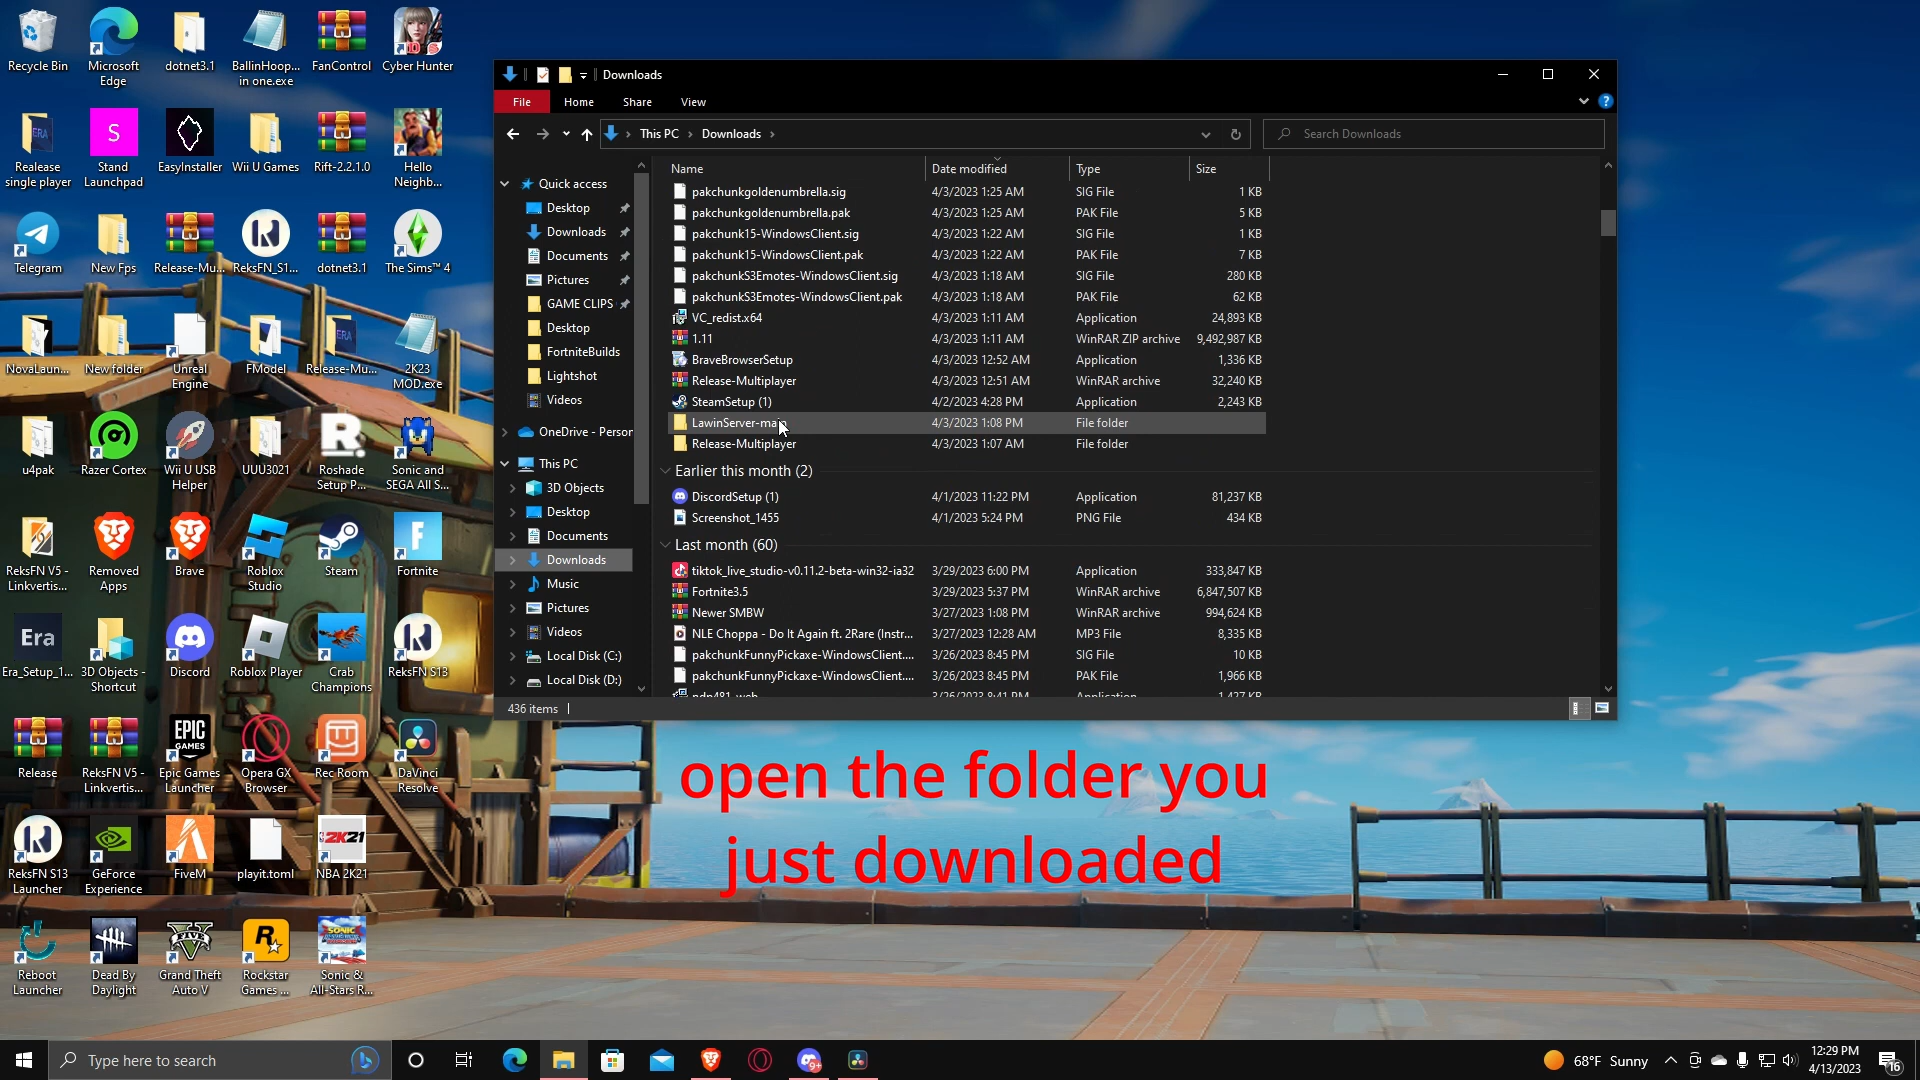 Recycle Bin
Microsoft
Edge
dotnet3.1
BallinHoop...
in one.exe
FanControl
Cyber Hunter
Realease
single player
Stand
Launchpad
EasyInstaller
Wii U Games
Rift-2.2.1.0
Hello
Neighb...
Telegram
New Fps
Release-Mu...
ReksFN_S1...
dotnet3.1
The Sims™ 4
NovaLaun...
New folder
Unreal
Engine
FModel
Release-Mu...
2K23
MOD.exe
u4pak
Razer Cortex
Wii U USB
Helper
UUU3021
Roshade
Setup P...
Sonic and
SEGA All S...
ReksFN V5 -
Linkvertis...
Removed
Apps
Brave
Roblox
Studio
Steam
Fortnite
Era
Era_Setup_1...
3D Objects -
Shortcut
Discord
Roblox Player
Crab
Champions
ReksFN S13
Release
ReksFN V5 -
Linkvertis...
EPIC
GAMES
Epic Games
Launcher
Opera GX
Browser
Rec Room
DaVinci
Resolve
ReksFN S13
Launcher
GeForce
Experience
FiveM
playit.toml
2K21
NBA 2K21
Reboot
Launcher
Dead By
Daylight
Grand Theft
Auto V
Rockstar
Games ...
Sonic &
All-Stars R...
Downloads
File Home Share View
This PC > Downloads >
Search Downloads
Quick access
Desktop
Downloads
Documents
Pictures
GAME CLIPS
Desktop
FortniteBuilds
Lightshot
Videos
OneDrive - Person
This PC
3D Objects
Desktop
Documents
Downloads
Music
Pictures
Videos
Local Disk (C:)
Local Disk (D:)
Name Date modified Type Size
pakchunkgoldenumbrella.sig 4/3/2023 1:25 AM SIG File 1 KB
pakchunkgoldenumbrella.pak 4/3/2023 1:25 AM PAK File 5 KB
pakchunk15-WindowsClient.sig 4/3/2023 1:22 AM SIG File 1 KB
pakchunk15-WindowsClient.pak 4/3/2023 1:22 AM PAK File 7 KB
pakchunkS3Emotes-WindowsClient.sig 4/3/2023 1:18 AM SIG File 280 KB
pakchunkS3Emotes-WindowsClient.pak 4/3/2023 1:18 AM PAK File 62 KB
VC_redist.x64 4/3/2023 1:11 AM Application 24,893 KB
1.11 4/3/2023 1:11 AM WinRAR ZIP archive 9,492,987 KB
BraveBrowserSetup 4/3/2023 12:52 AM Application 1,336 KB
Release-Multiplayer 4/3/2023 12:51 AM WinRAR archive 32,240 KB
SteamSetup (1) 4/2/2023 4:28 PM Application 2,243 KB
LawinServer-main 4/3/2023 1:08 PM File folder
Release-Multiplayer 4/3/2023 1:07 AM File folder
Earlier this month (2)
DiscordSetup (1) 4/1/2023 11:22 PM Application 81,237 KB
Screenshot_1455 4/1/2023 5:24 PM PNG File 434 KB
Last month (60)
tiktok_live_studio-v0.11.2-beta-win32-ia32 3/29/2023 6:00 PM Application 333,847 KB
Fortnite3.5 3/29/2023 5:37 PM WinRAR archive 6,847,507 KB
Newer SMBW 3/27/2023 1:08 PM WinRAR archive 994,624 KB
NLE Choppa - Do It Again ft. 2Rare (Instr... 3/27/2023 12:28 AM MP3 File 8,335 KB
pakchunkFunnyPickaxe-WindowsClient.... 3/26/2023 8:45 PM SIG File 10 KB
pakchunkFunnyPickaxe-WindowsClient.... 3/26/2023 8:45 PM PAK File 1,966 KB
ndp481-web 3/26/2023 8:41 PM Application 1,427 KB
436 items
open the folder you
just downloaded
Type here to search
68°F Sunny
12:29 PM
4/13/2023
16